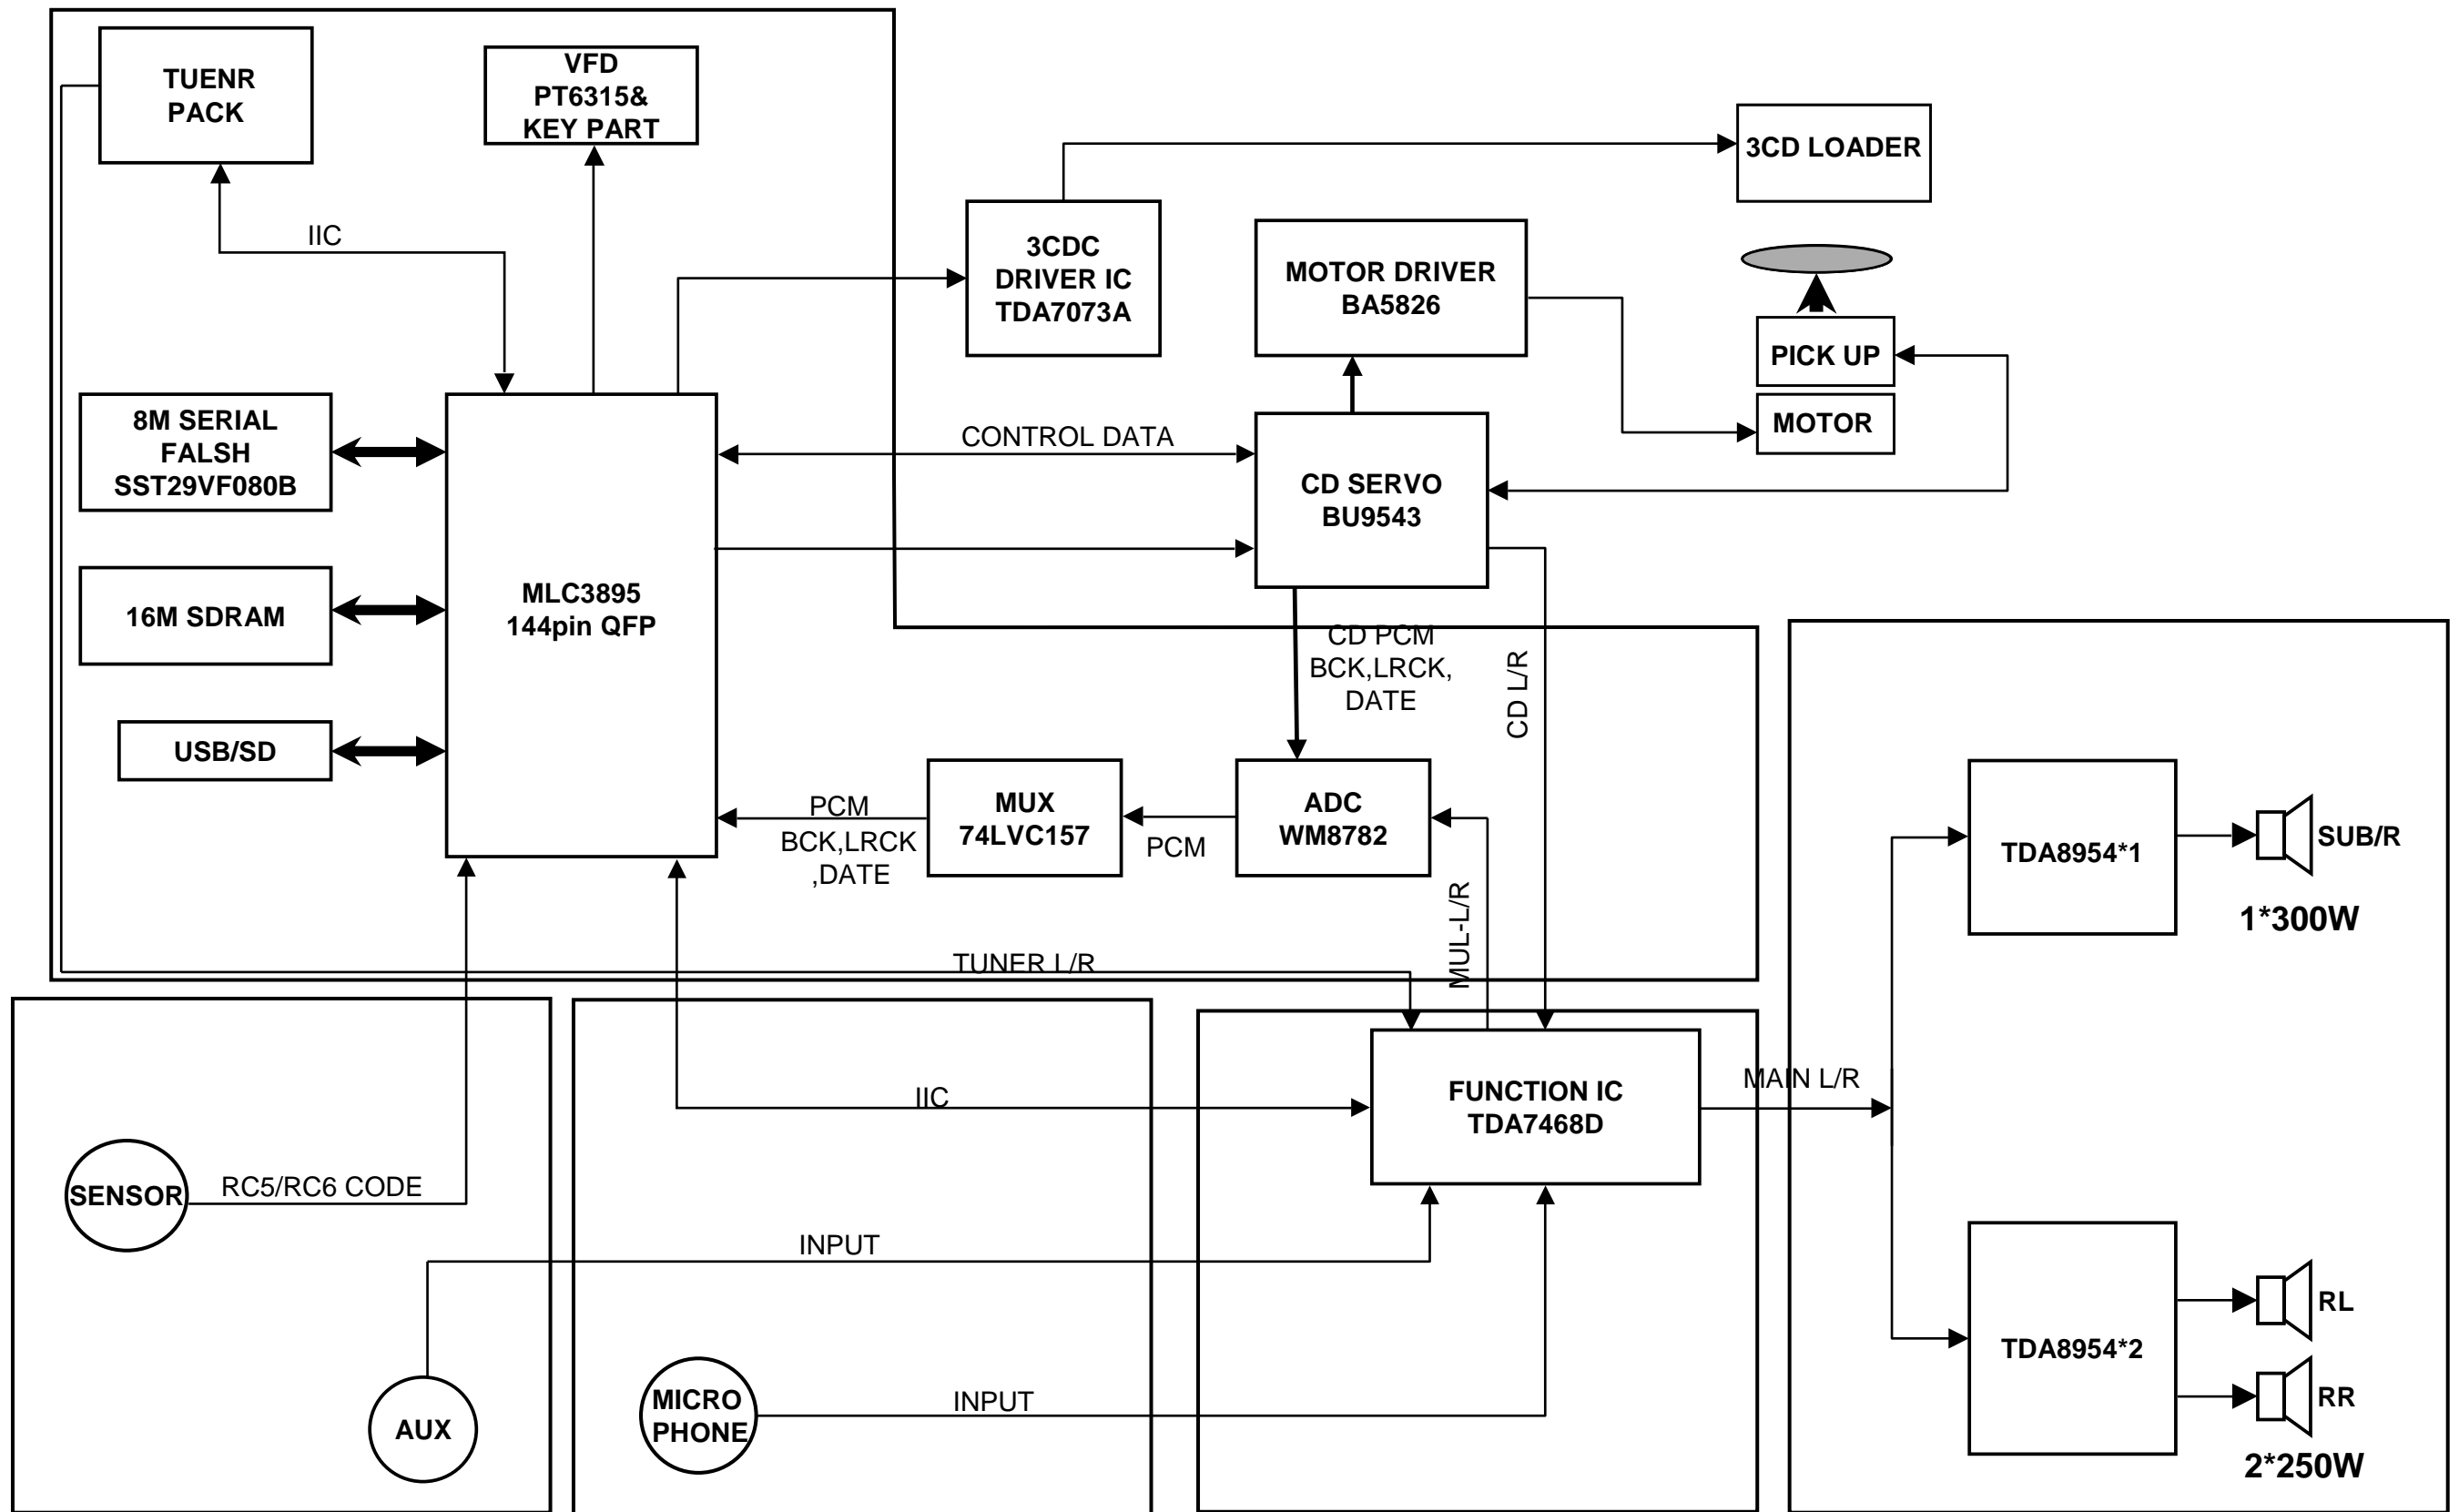 TUENR
PACK
VFD
PT6315&
KEY PART
3CD LOADER
IIC
3CDC
DRIVER IC
TDA7073A
MOTOR DRIVER
BA5826
PICK UP
MOTOR
8M SERIAL
FALSH
SST29VF080B
CONTROL DATA
CD SERVO
BU9543
16M SDRAM
MLC3895
144pin QFP
CD PCM
BCK,LRCK,
DATE
CD L/R
USB/SD
PCM
BCK,LRCK
,DATE
MUX
74LVC157
PCM
ADC
WM8782
MUL-L/R
TDA8954*1
SUB/R
1*300W
TUNER L/R
IIC
FUNCTION IC
TDA7468D
MAIN L/R
SENSOR
RC5/RC6 CODE
INPUT
AUX
MICRO
PHONE
INPUT
TDA8954*2
RL
RR
2*250W